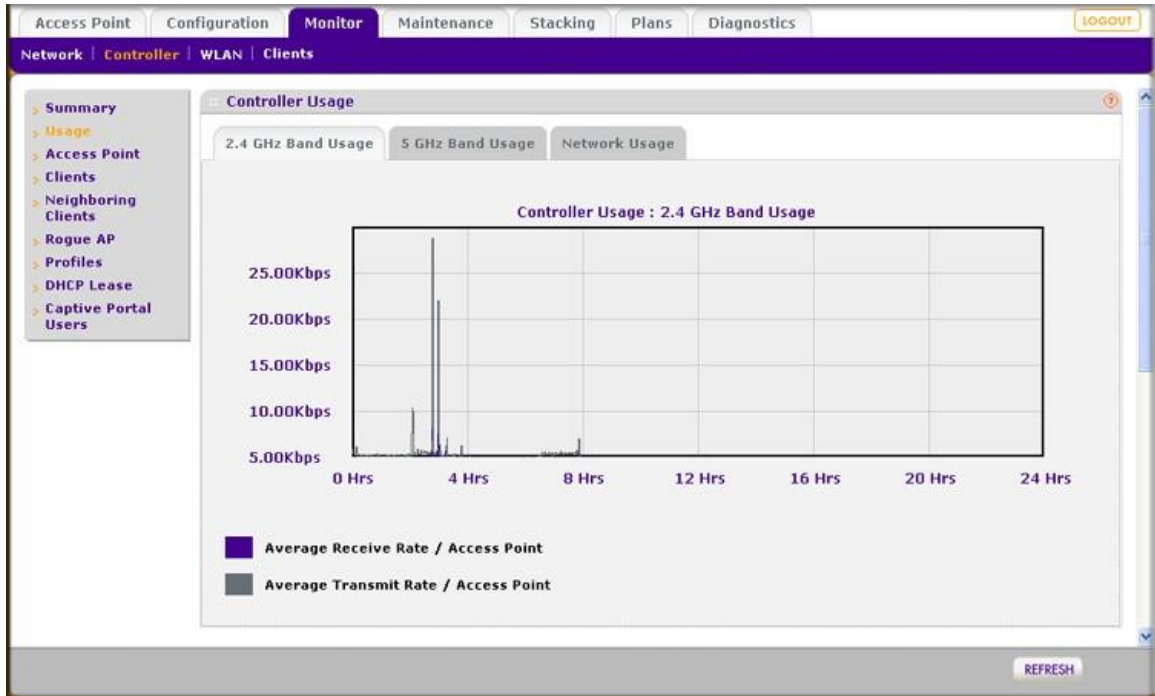 Access Point Configuration Monitor Maintenance Stacking Plans Diagnostics LOGOUT
Network | Controller | WLAN | Clients
Summary
Usage
Access Point
Clients
Neighboring
Clients
Rogue AP
Profiles
DHCP Lease
Captive Portal
Users
Controller Usage ?
2.4 GHz Band Usage 5 GHz Band Usage Network Usage
Controller Usage : 2.4 GHz Band Usage
25.00Kbps
20.00Kbps
15.00Kbps
10.00Kbps
5.00Kbps
0 Hrs 4 Hrs 8 Hrs 12 Hrs 16 Hrs 20 Hrs 24 Hrs
Average Receive Rate / Access Point
Average Transmit Rate / Access Point
REFRESH